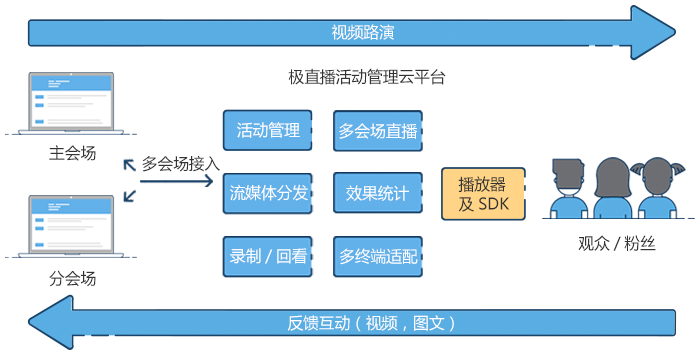 视频路演
极直播活动管理云平台
主会场
多会场接入
分会场
活动管理
多会场直播
流媒体分发
效果统计
录制 / 回看
多终端适配
播放器
及 SDK
观众 / 粉丝
反馈互动（视频，图文）